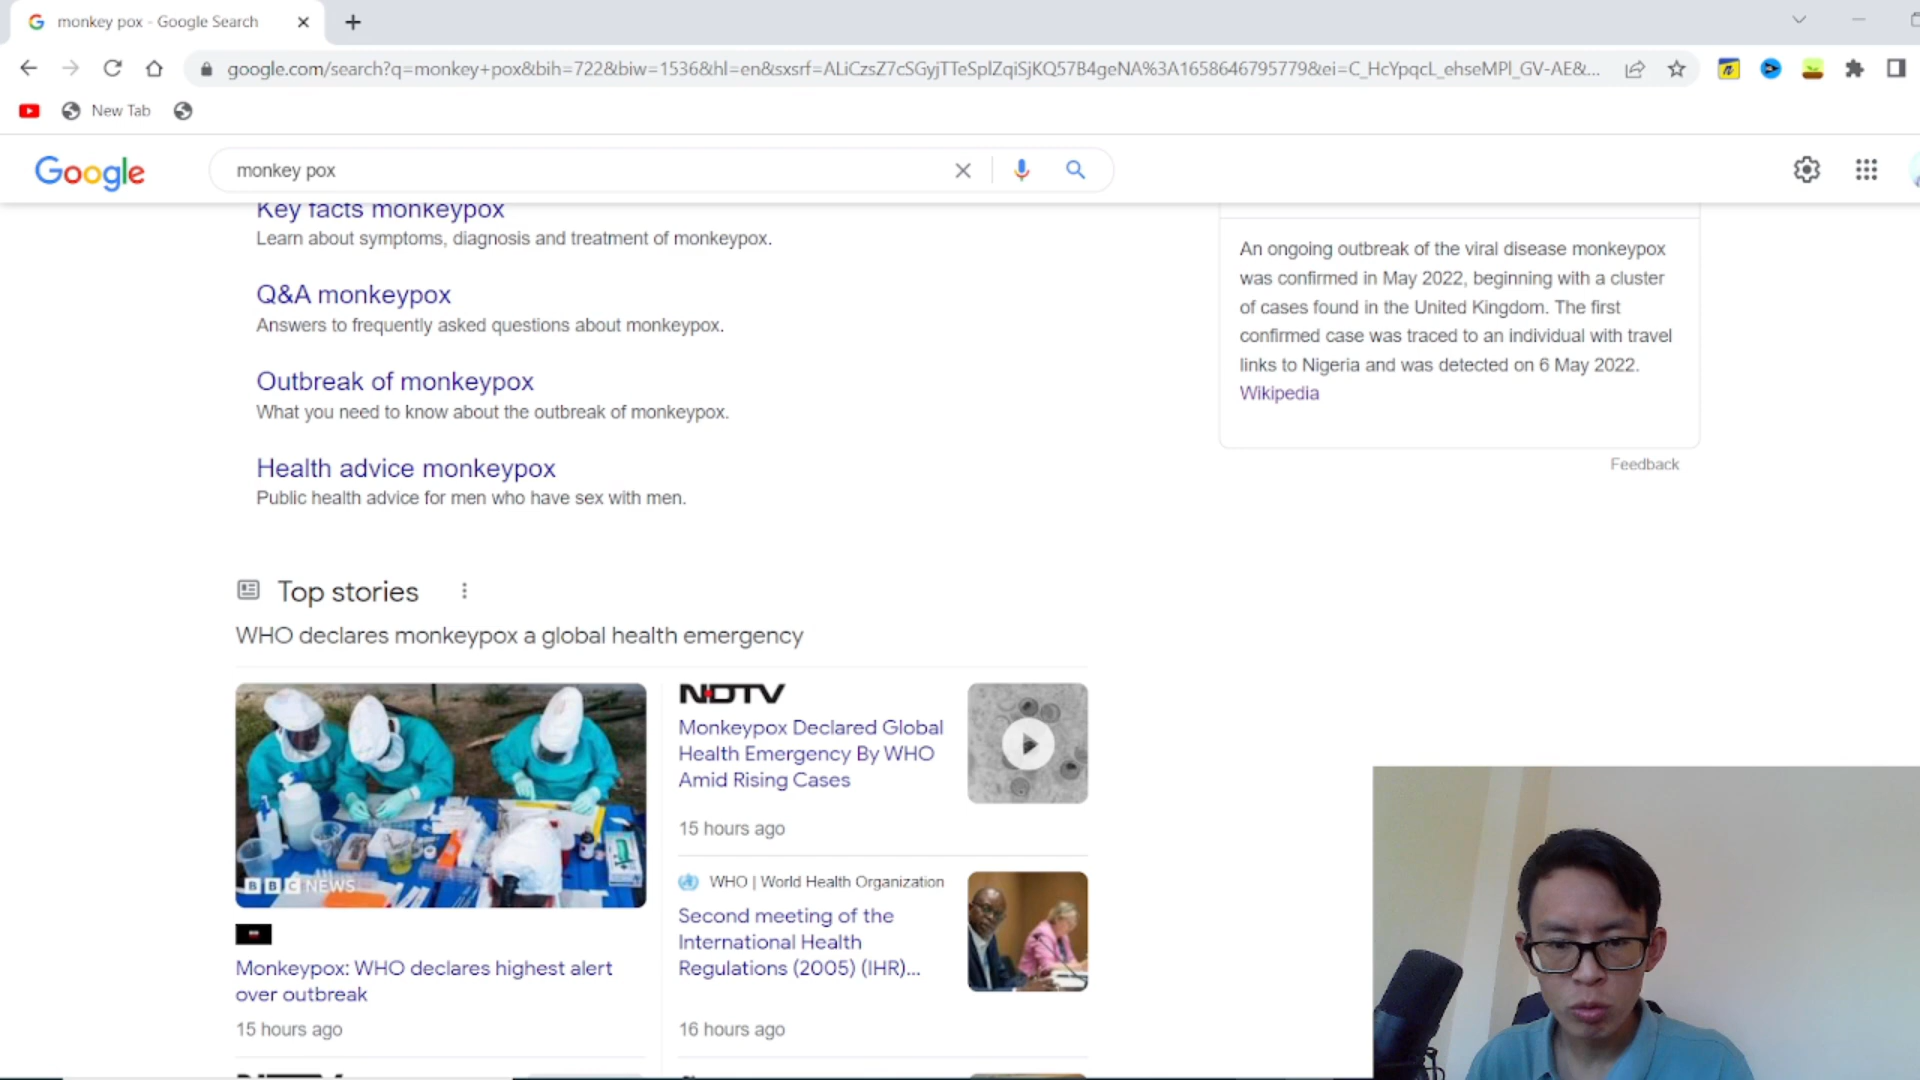 monkey pox - Google Search
google.com/search?q=monkey+pox&bih=722&biw=1536&hl=en&sxsrf=ALiCzsZ7cSGyjTTeSplZqiSjKQ57B4geNA%3A1658646795779&ei=C_HcYpqcL_ehseMPl_GV-AE&...
New Tab
Google
monkey pox
Key facts monkeypox
Learn about symptoms, diagnosis and treatment of monkeypox.
Q&A monkeypox
Answers to frequently asked questions about monkeypox.
Outbreak of monkeypox
What you need to know about the outbreak of monkeypox.
Health advice monkeypox
Public health advice for men who have sex with men.
An ongoing outbreak of the viral disease monkeypox
was confirmed in May 2022, beginning with a cluster
of cases found in the United Kingdom. The first
confirmed case was traced to an individual with travel
links to Nigeria and was detected on 6 May 2022.
Wikipedia
Feedback
Top stories
WHO declares monkeypox a global health emergency
BBC NEWS
Monkeypox: WHO declares highest alert
over outbreak
15 hours ago
NDTV
Monkeypox Declared Global
Health Emergency By WHO
Amid Rising Cases
15 hours ago
WHO | World Health Organization
Second meeting of the
International Health
Regulations (2005) (IHR)...
16 hours ago